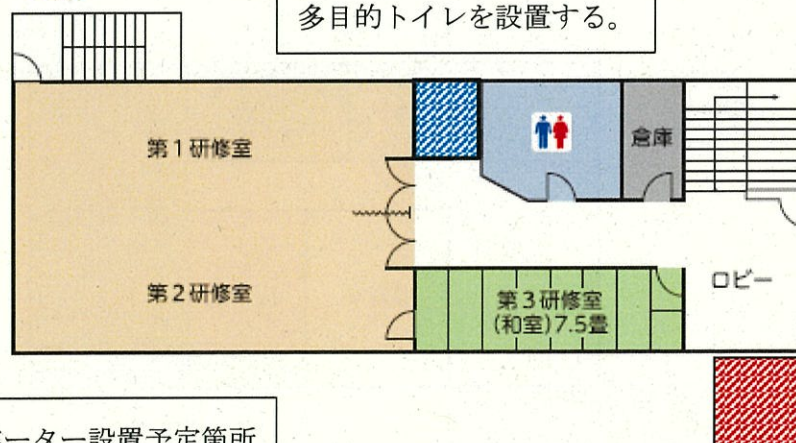 多目的トイレを設置する。
第1研修室
倉庫
第2研修室
第3研修室
(和室)7.5畳
ロビー
ーター設置予定箇所